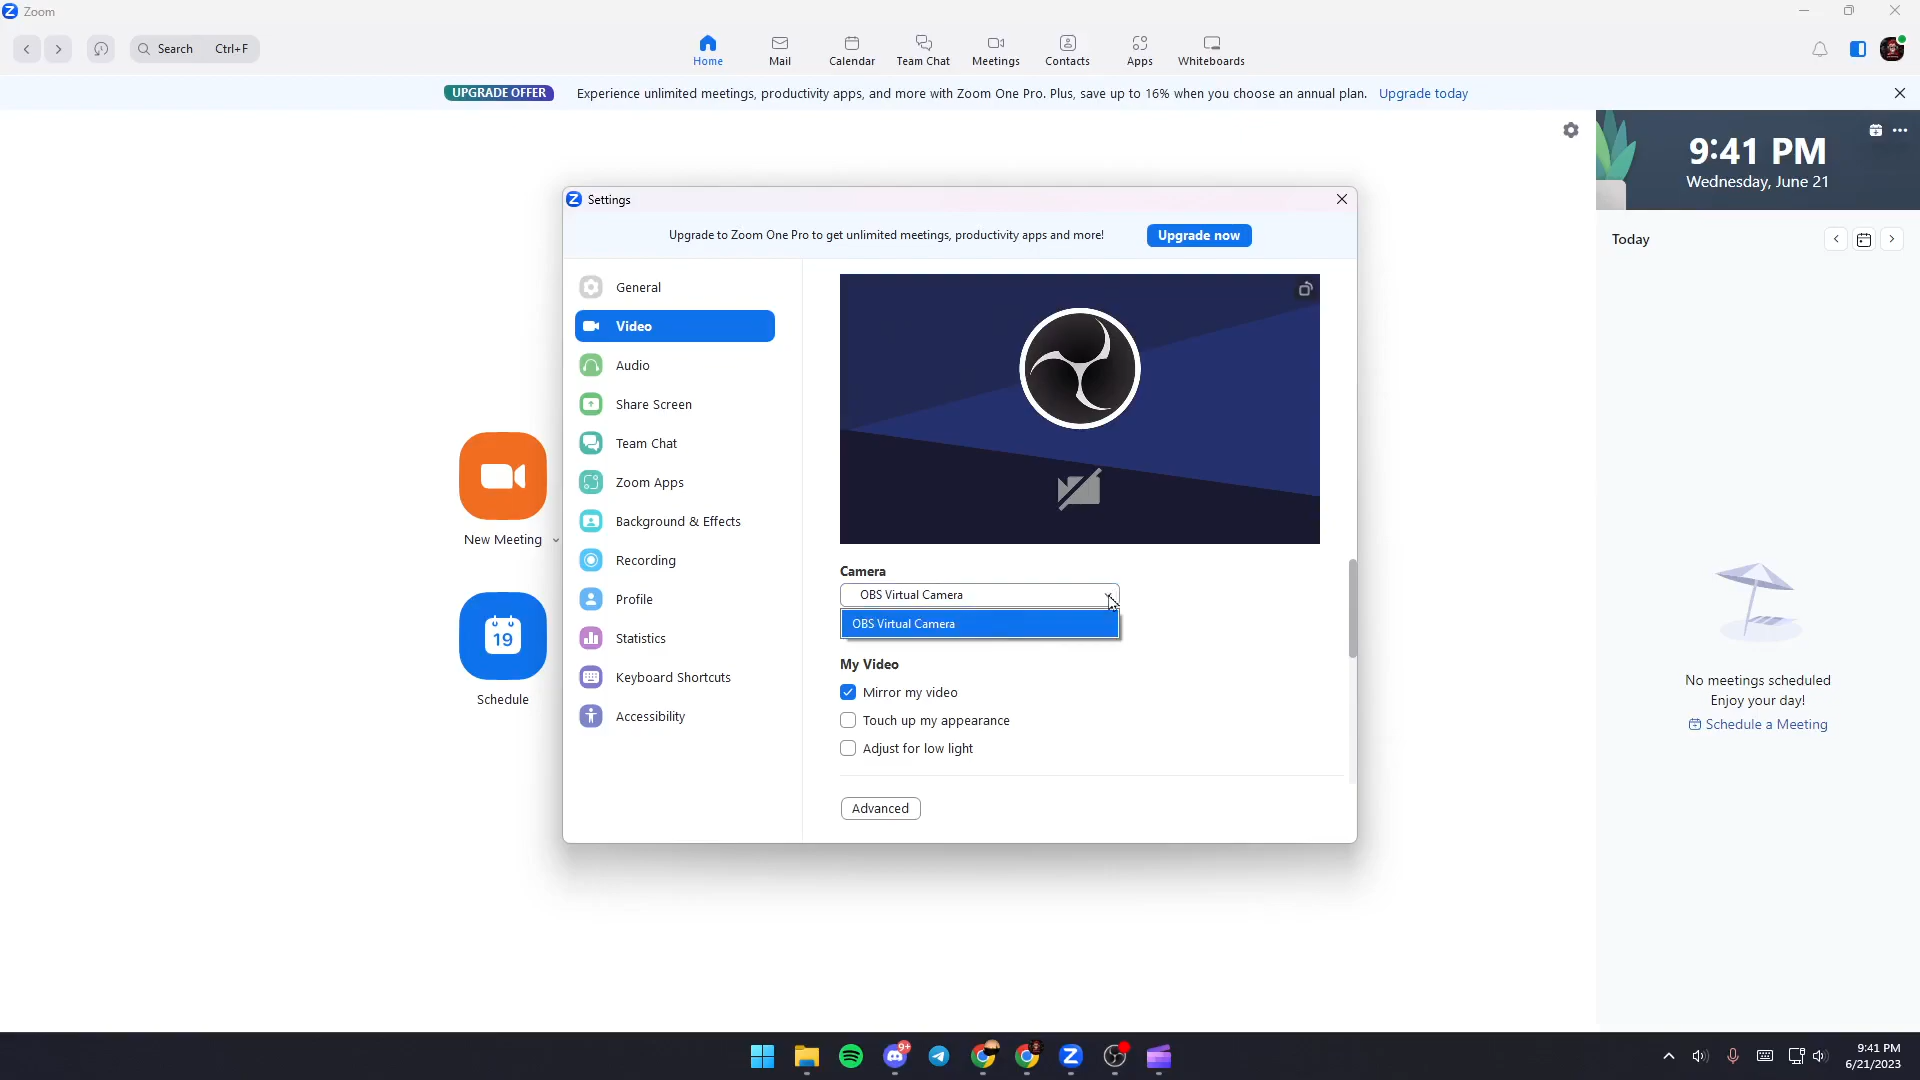 Zoom
Search Ctrl+F
Home
Mail
Calendar
Team Chat
Meetings
Contacts
Apps
Whiteboards
UPGRADE OFFER Experience unlimited meetings, productivity apps, and more with Zoom One Pro. Plus, save up to 16% when you choose an annual plan. Upgrade today
9:41 PM
Wednesday, June 21
Today
Settings
Upgrade to Zoom One Pro to get unlimited meetings, productivity apps and more! Upgrade now
General
Video
Audio
Share Screen
Team Chat
Zoom Apps
Background & Effects
Recording
Profile
Statistics
Keyboard Shortcuts
Accessibility
Camera
OBS Virtual Camera
OBS Virtual Camera
My Video
Mirror my video
Touch up my appearance
Adjust for low light
Advanced
New Meeting
19
Schedule
No meetings scheduled
Enjoy your day!
Schedule a Meeting
9+
9:41 PM
6/21/2023